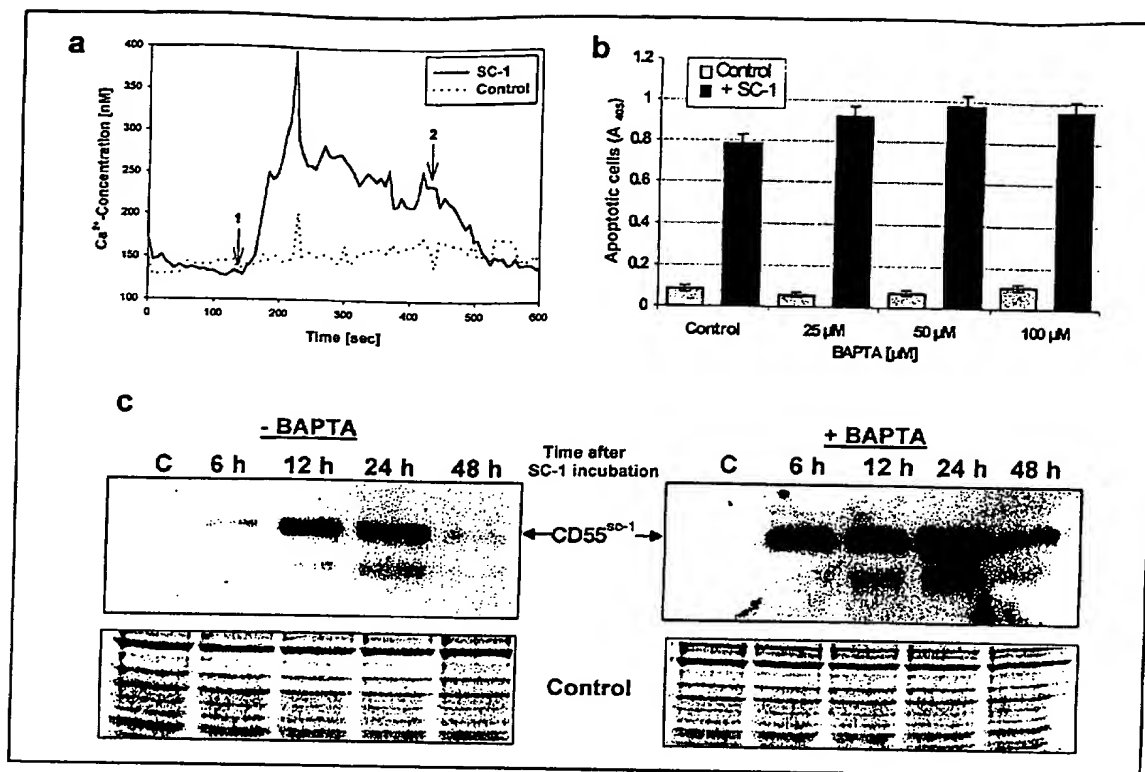 a
400
350
300
250
200
150
100
Ca²⁺-Concentration [nM]
SC-1
Control
1
2
0
100
200
300
400
500
600
Time [sec]
b
1.2
1
0.8
0.6
0.4
0.2
0
Apoptotic cells (A 405)
Control
+ SC-1
Control
25 µM
50 µM
100 µM
BAPTA [µM]
c
- BAPTA
C 6 h 12 h 24 h 48 h
Time after
SC-1 incubation
+ BAPTA
C 6 h 12 h 24 h 48 h
CD55ˢᶜ⁻¹
Control